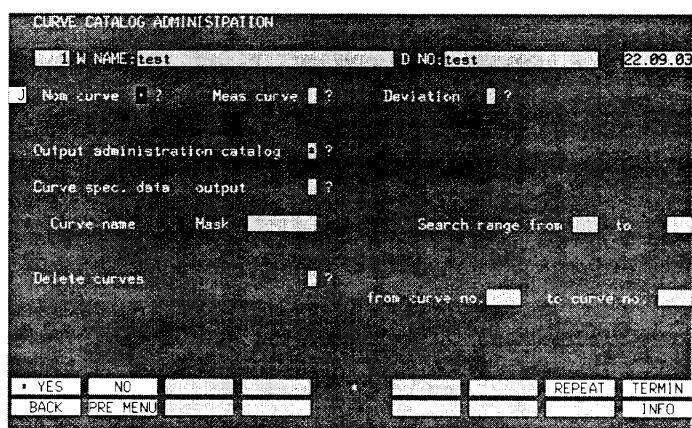 CURVE CATALOG ADMINISTPATION
1 W NAME:test D NO:test 22.09.03
J Nom curve * ? Meas curve ? Deviation ?
Output administration catalog * ?
Curve spec. data output ?
Curve name Mask Search range from to
Delete curves ?
from curve no. to curve no.
* YES NO * REPEAT TERMIN
BACK PRE MENU INFO